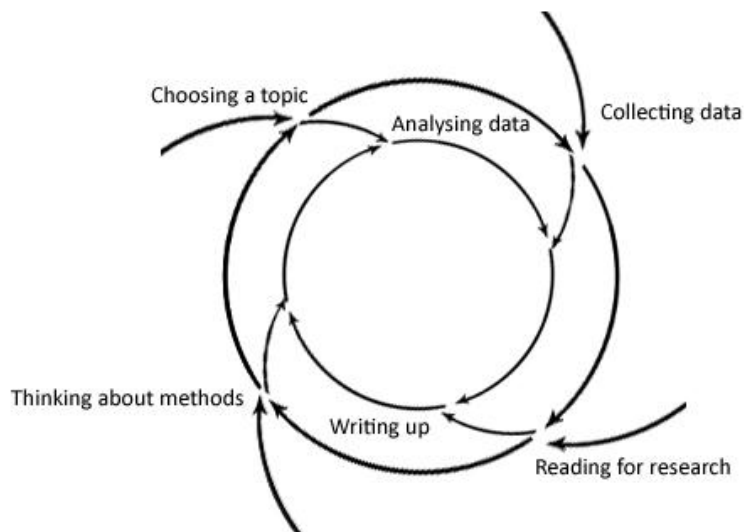 Choosing a topic
Collecting data
Analysing data
Thinking about methods
Writing up
Reading for research